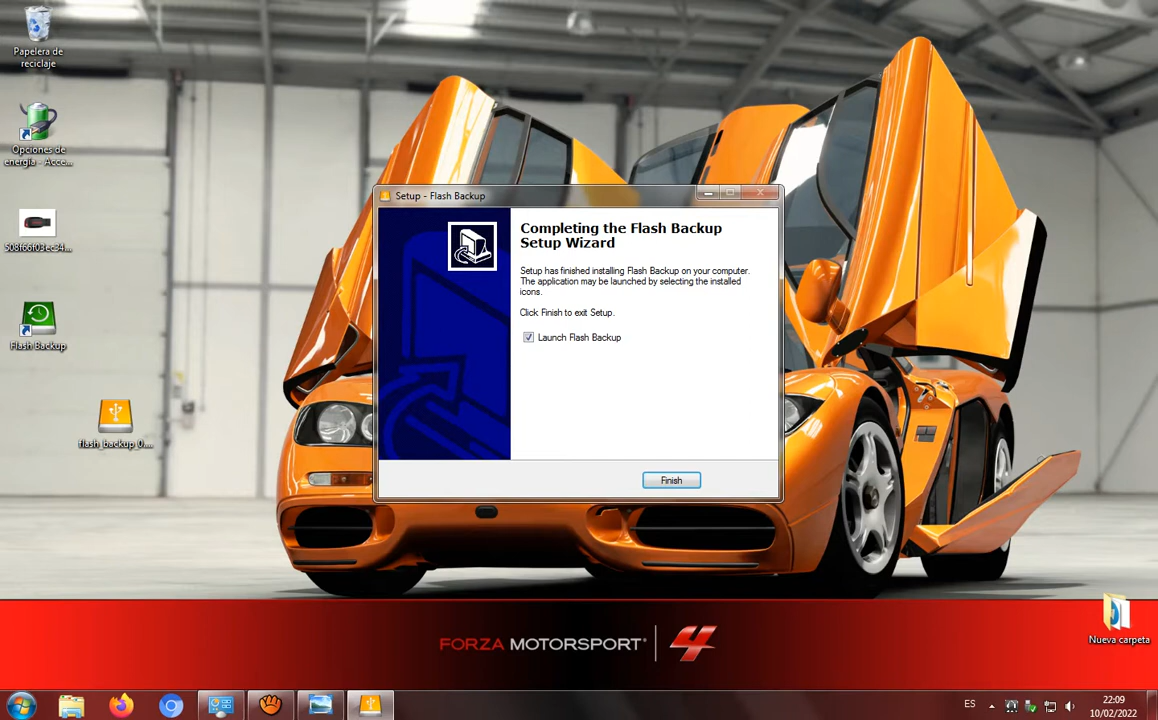 Papelera de
reciclaje
Opciones de
energía - Acce...
508f66f03ec34...
Flash Backup
flash_backup_0....
Setup - Flash Backup
Completing the Flash Backup
Setup Wizard
Setup has finished installing Flash Backup on your computer.
The application may be launched by selecting the installed
icons.
Click Finish to exit Setup.
Launch Flash Backup
Finish
FORZA MOTORSPORT 4
Nueva carpeta
ES
22:09
10/02/2022